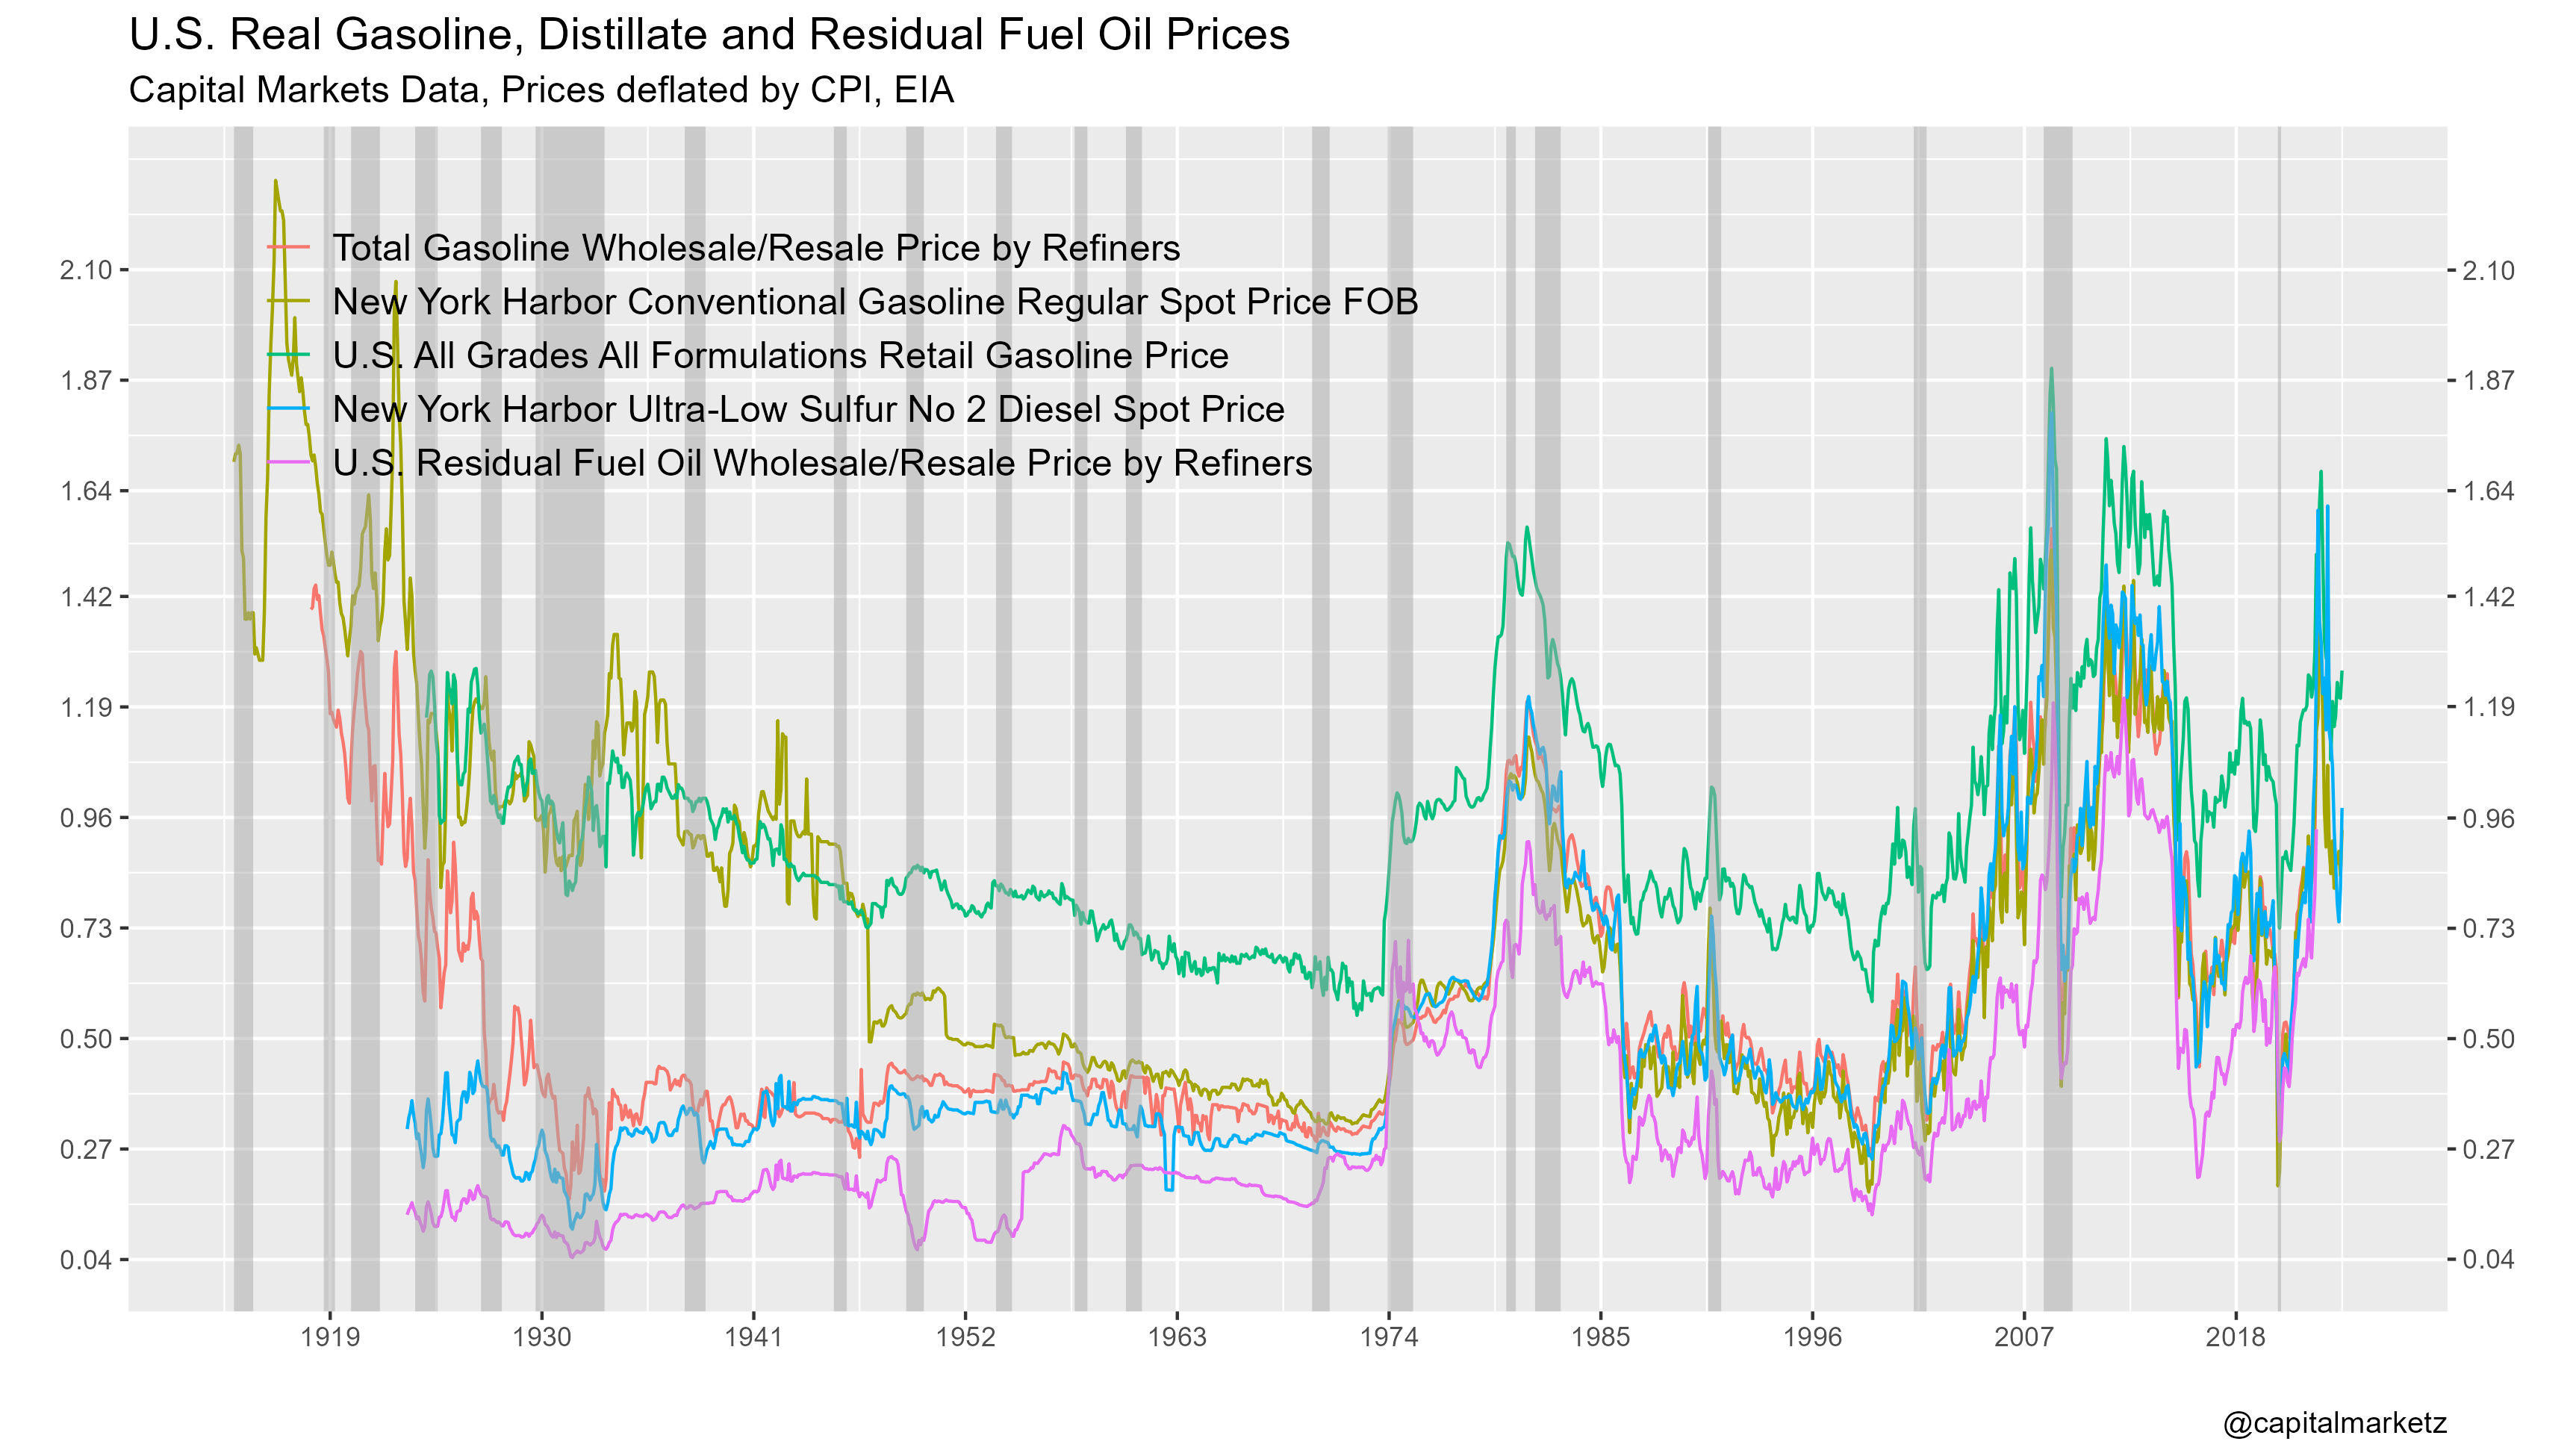 U.S. Real Gasoline, Distillate and Residual Fuel Oil Prices
Capital Markets Data, Prices deflated by CPI, EIA
Total Gasoline Wholesale/Resale Price by Refiners
New York Harbor Conventional Gasoline Regular Spot Price FOB
U.S. All Grades All Formulations Retail Gasoline Price
New York Harbor Ultra-Low Sulfur No 2 Diesel Spot Price
U.S. Residual Fuel Oil Wholesale/Resale Price by Refiners
2.10 2.10
1.87 1.87
1.64 1.64
1.42 1.42
1.19 1.19
0.96 0.96
0.73 0.73
0.50 0.50
0.27 0.27
0.04 0.04
1919 1930 1941 1952 1963 1974 1985 1996 2007 2018
@capitalmarketz